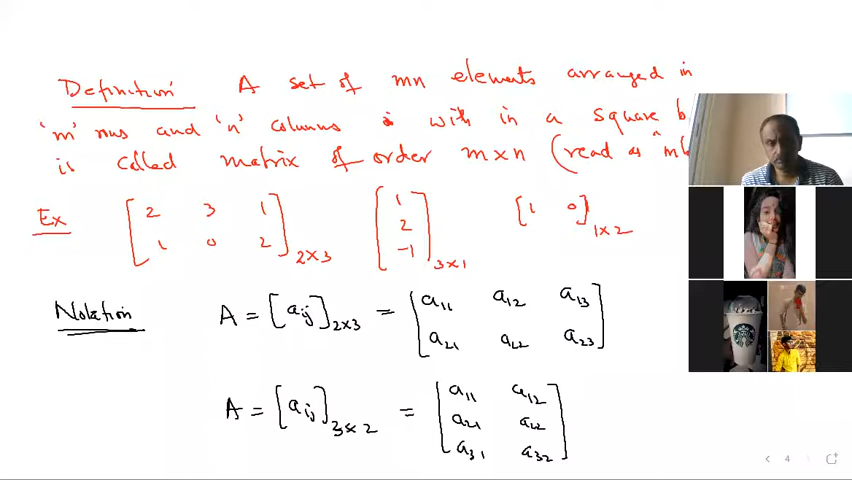 Definition A set of mn elements arranged in
'm' rows and 'n' columns with in a square b
is called matrix of order m×n (read as "m b
Ex [2 3 1 1 0 2]2×3 [1 2 -1]3×1 [1 0]1×2
Notation A = [aij]2×3 = [a11 a12 a13
a21 a22 a23]
A = [aij]3×2 = [a11 a12
a21 a22
a31 a32]
STARBUCKS
4